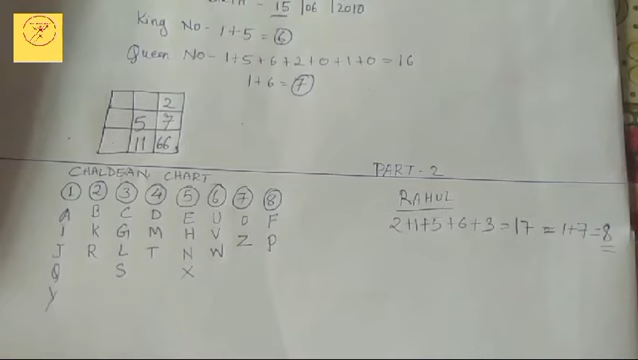 15 | 06 | 2010
King No - 1+5 = 6
Queen No - 1+5+6+2+0+1+0 = 16
1+6 = 7
2
5 7
11 66
CHALDEAN CHART
PART - 2
1 2 3 4 5 6 7 8
A B C D E U O F
I K G M H V Z P
J R L T N W
Q S X
Y
RAHUL
2+1+5+6+3 = 17 = 1+7 = 8